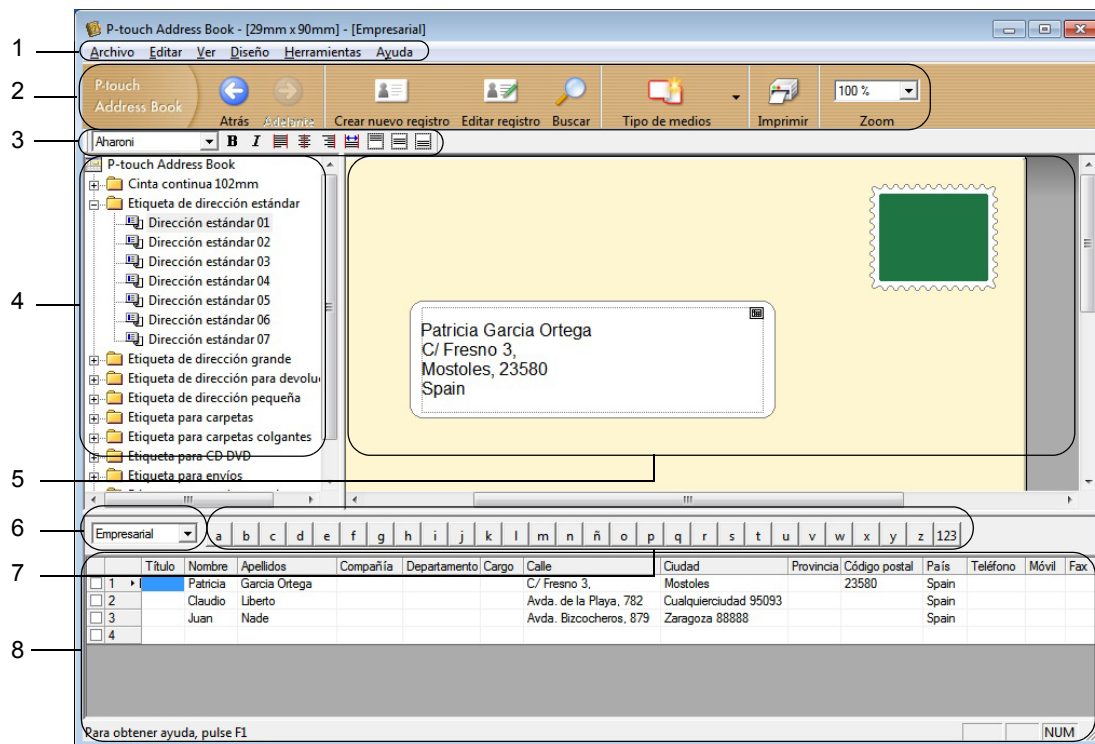 P-touch Address Book - [29mm x 90mm] - [Empresarial]
1
Archivo Editar Ver Diseño Herramientas Ayuda
2
P-touch
Address Book
Atrás Adelante Crear nuevo registro Editar registro Buscar Tipo de medios Imprimir 100 % Zoom
3
Aharoni B I
4
P-touch Address Book
Cinta continua 102mm
Etiqueta de dirección estándar
Dirección estándar 01
Dirección estándar 02
Dirección estándar 03
Dirección estándar 04
Dirección estándar 05
Dirección estándar 06
Dirección estándar 07
Etiqueta de dirección grande
Etiqueta de dirección para devolu
Etiqueta de dirección pequeña
Etiqueta para carpetas
Etiqueta para carpetas colgantes
Etiqueta para CD DVD
Etiqueta para envíos
Patricia Garcia Ortega
C/ Fresno 3,
Mostoles, 23580
Spain
5
6
Empresarial
a b c d e f g h i j k l m n ñ o p q r s t u v w x y z 123
7
Título Nombre Apellidos Compañía Departamento Cargo Calle Ciudad Provincia Código postal País Teléfono Móvil Fax
1 Patricia Garcia Ortega C/ Fresno 3, Mostoles 23580 Spain
2 Claudio Liberto Avda. de la Playa, 782 Cualquierciudad 95093 Spain
3 Juan Nade Avda. Bizcocheros, 879 Zaragoza 88888 Spain
4
8
Para obtener ayuda, pulse F1 NUM